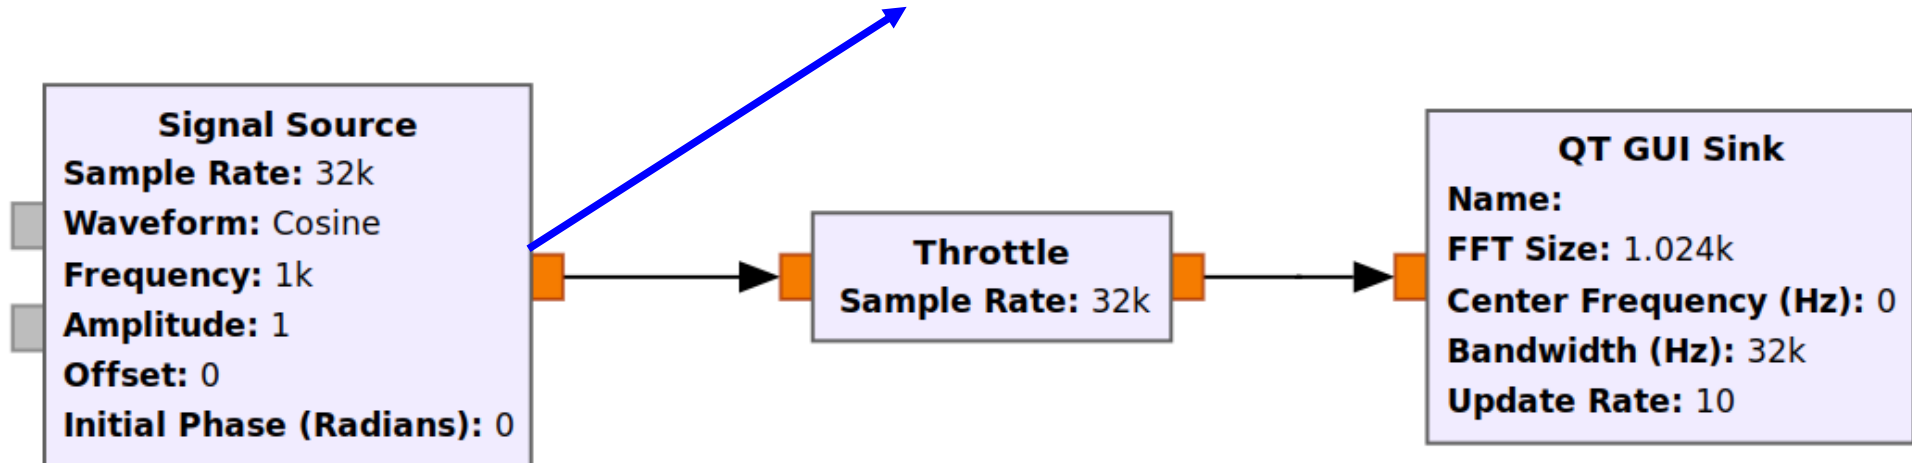 Signal Source
Sample Rate: 32k
Waveform: Cosine
Frequency: 1k
Amplitude: 1
Offset: 0
Initial Phase (Radians): 0
Throttle
Sample Rate: 32k
QT GUI Sink
Name:
FFT Size: 1.024k
Center Frequency (Hz): 0
Bandwidth (Hz): 32k
Update Rate: 10